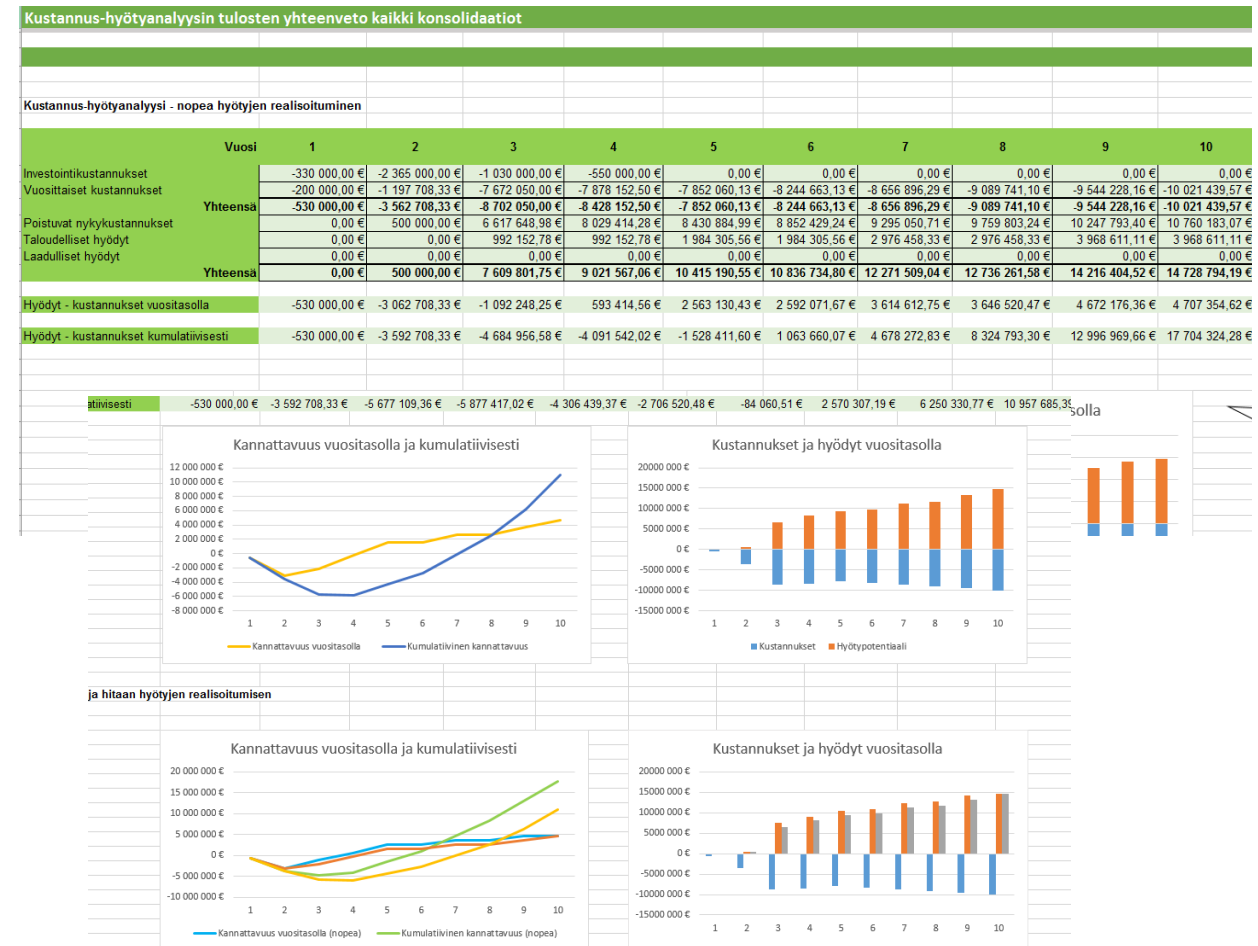 Kustannus-hyötyanalyysin tulosten yhteenveto kaikki konsolidaatiot
Kustannus-hyötyanalyysi - nopea hyötyjen realisoituminen
Vuosi 1 2 3 4 5 6 7 8 9 10
Investointikustannukset -330 000,00 € -2 365 000,00 € -1 030 000,00 € -550 000,00 € 0,00 € 0,00 € 0,00 € 0,00 € 0,00 € 0,00 €
Vuosittaiset kustannukset -200 000,00 € -1 197 708,33 € -7 672 050,00 € -7 878 152,50 € -7 852 060,13 € -8 244 663,13 € -8 656 896,29 € -9 089 741,10 € -9 544 228,16 € -10 021 439,57 €
Yhteensä -530 000,00 € -3 562 708,33 € -8 702 050,00 € -8 428 152,50 € -7 852 060,13 € -8 244 663,13 € -8 656 896,29 € -9 089 741,10 € -9 544 228,16 € -10 021 439,57 €
Poistuvat nykykustannukset 0,00 € 500 000,00 € 6 617 648,98 € 8 029 414,28 € 8 430 884,99 € 8 852 429,24 € 9 295 050,71 € 9 759 803,24 € 10 247 793,40 € 10 760 183,07 €
Taloudelliset hyödyt 0,00 € 0,00 € 992 152,78 € 992 152,78 € 1 984 305,56 € 1 984 305,56 € 2 976 458,33 € 2 976 458,33 € 3 968 611,11 € 3 968 611,11 €
Laadulliset hyödyt 0,00 € 0,00 € 0,00 € 0,00 € 0,00 € 0,00 € 0,00 € 0,00 € 0,00 € 0,00 €
Yhteensä 0,00 € 500 000,00 € 7 609 801,75 € 9 021 567,06 € 10 415 190,55 € 10 836 734,80 € 12 271 509,04 € 12 736 261,58 € 14 216 404,52 € 14 728 794,19 €
Hyödyt - kustannukset vuositasolla -530 000,00 € -3 062 708,33 € -1 092 248,25 € 593 414,56 € 2 563 130,43 € 2 592 071,67 € 3 614 612,75 € 3 646 520,47 € 4 672 176,36 € 4 707 354,62 €
Hyödyt - kustannukset kumulatiivisesti -530 000,00 € -3 592 708,33 € -4 684 956,58 € -4 091 542,02 € -1 528 411,60 € 1 063 660,07 € 4 678 272,83 € 8 324 793,30 € 12 996 969,66 € 17 704 324,28 €
atiivisesti -530 000,00 € -3 592 708,33 € -5 677 109,36 € -5 877 417,02 € -4 306 439,37 € -2 706 520,48 € -84 060,51 € 2 570 307,19 € 6 250 330,77 € 10 957 685,39
solla
Kannattavuus vuositasolla ja kumulatiivisesti
12 000 000 €
10 000 000 €
8 000 000 €
6 000 000 €
4 000 000 €
2 000 000 €
0 €
-2 000 000 €
-4 000 000 €
-6 000 000 €
-8 000 000 €
1 2 3 4 5 6 7 8 9 10
Kannattavuus vuositasolla Kumulatiivinen kannattavuus
Kustannukset ja hyödyt vuositasolla
20000 000 €
15000 000 €
10000 000 €
5000 000 €
0 €
-5000 000 €
-10000 000 €
-15000 000 €
1 2 3 4 5 6 7 8 9 10
Kustannukset Hyötypotentiaali
ja hitaan hyötyjen realisoitumisen
Kannattavuus vuositasolla ja kumulatiivisesti
20 000 000 €
15 000 000 €
10 000 000 €
5 000 000 €
0 €
-5 000 000 €
-10 000 000 €
1 2 3 4 5 6 7 8 9 10
Kannattavuus vuositasolla (nopea) Kumulatiivinen kannattavuus (nopea)
Kustannukset ja hyödyt vuositasolla
20000 000 €
15000 000 €
10000 000 €
5000 000 €
0 €
-5000 000 €
-10000 000 €
-15000 000 €
1 2 3 4 5 6 7 8 9 10